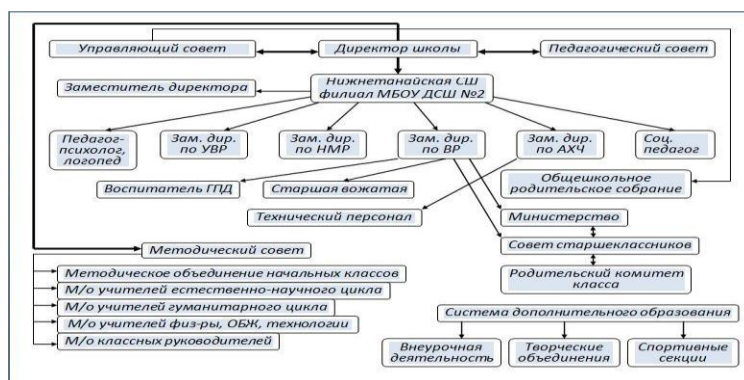 Управляющий совет
Директор школы
Педагогический совет
Заместитель директора
Нижнетанайская СШ
филиал МБОУ ДСШ №2
Педагог-
психолог,
логопед
Зам. дир.
по УВР
Зам. дир.
по НМР
Зам. дир.
по ВР
Зам. дир.
по АХЧ
Соц.
педагог
Воспитатель ГПД
Старшая вожатая
Общешкольное
родительское собрание
Технический персонал
Министерство
Методический совет
Совет старшеклассников
Методическое объединение начальных классов
М/о учителей естественно-научного цикла
М/о учителей гуманитарного цикла
М/о учителей физ-ры, ОБЖ, технологии
М/о классных руководителей
Родительский комитет
класса
Система дополнительного образования
Внеурочная
деятельность
Творческие
объединения
Спортивные
секции